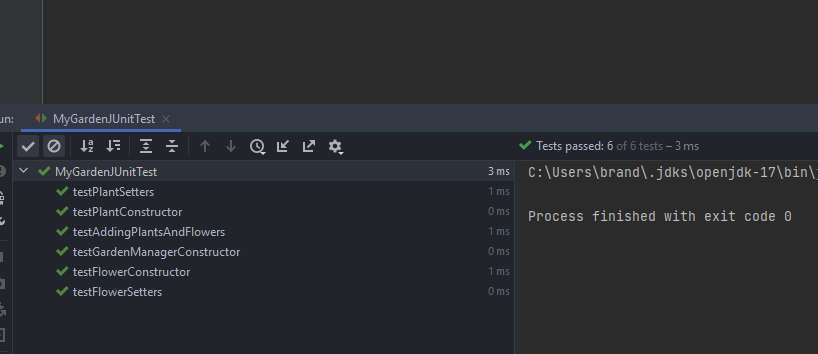 un:
MyGardenJUnitTest
Tests passed: 6 of 6 tests – 3 ms
MyGardenJUnitTest 3 ms
C:\Users\brand\.jdks\openjdk-17\bin\j
testPlantSetters 1 ms
testPlantConstructor 0 ms
Process finished with exit code 0
testAddingPlantsAndFlowers 1 ms
testGardenManagerConstructor 0 ms
testFlowerConstructor 1 ms
testFlowerSetters 0 ms